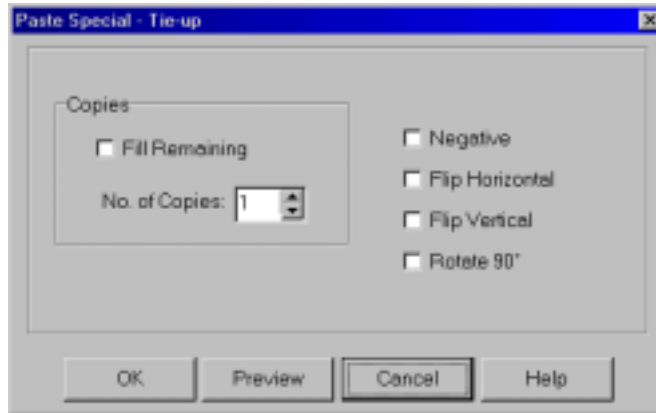 Paste Special - Tie-up
Copies
Fill Remaining
No. of Copies: 1
Negative
Flip Horizontal
Flip Vertical
Rotate 90°
OK Preview Cancel Help